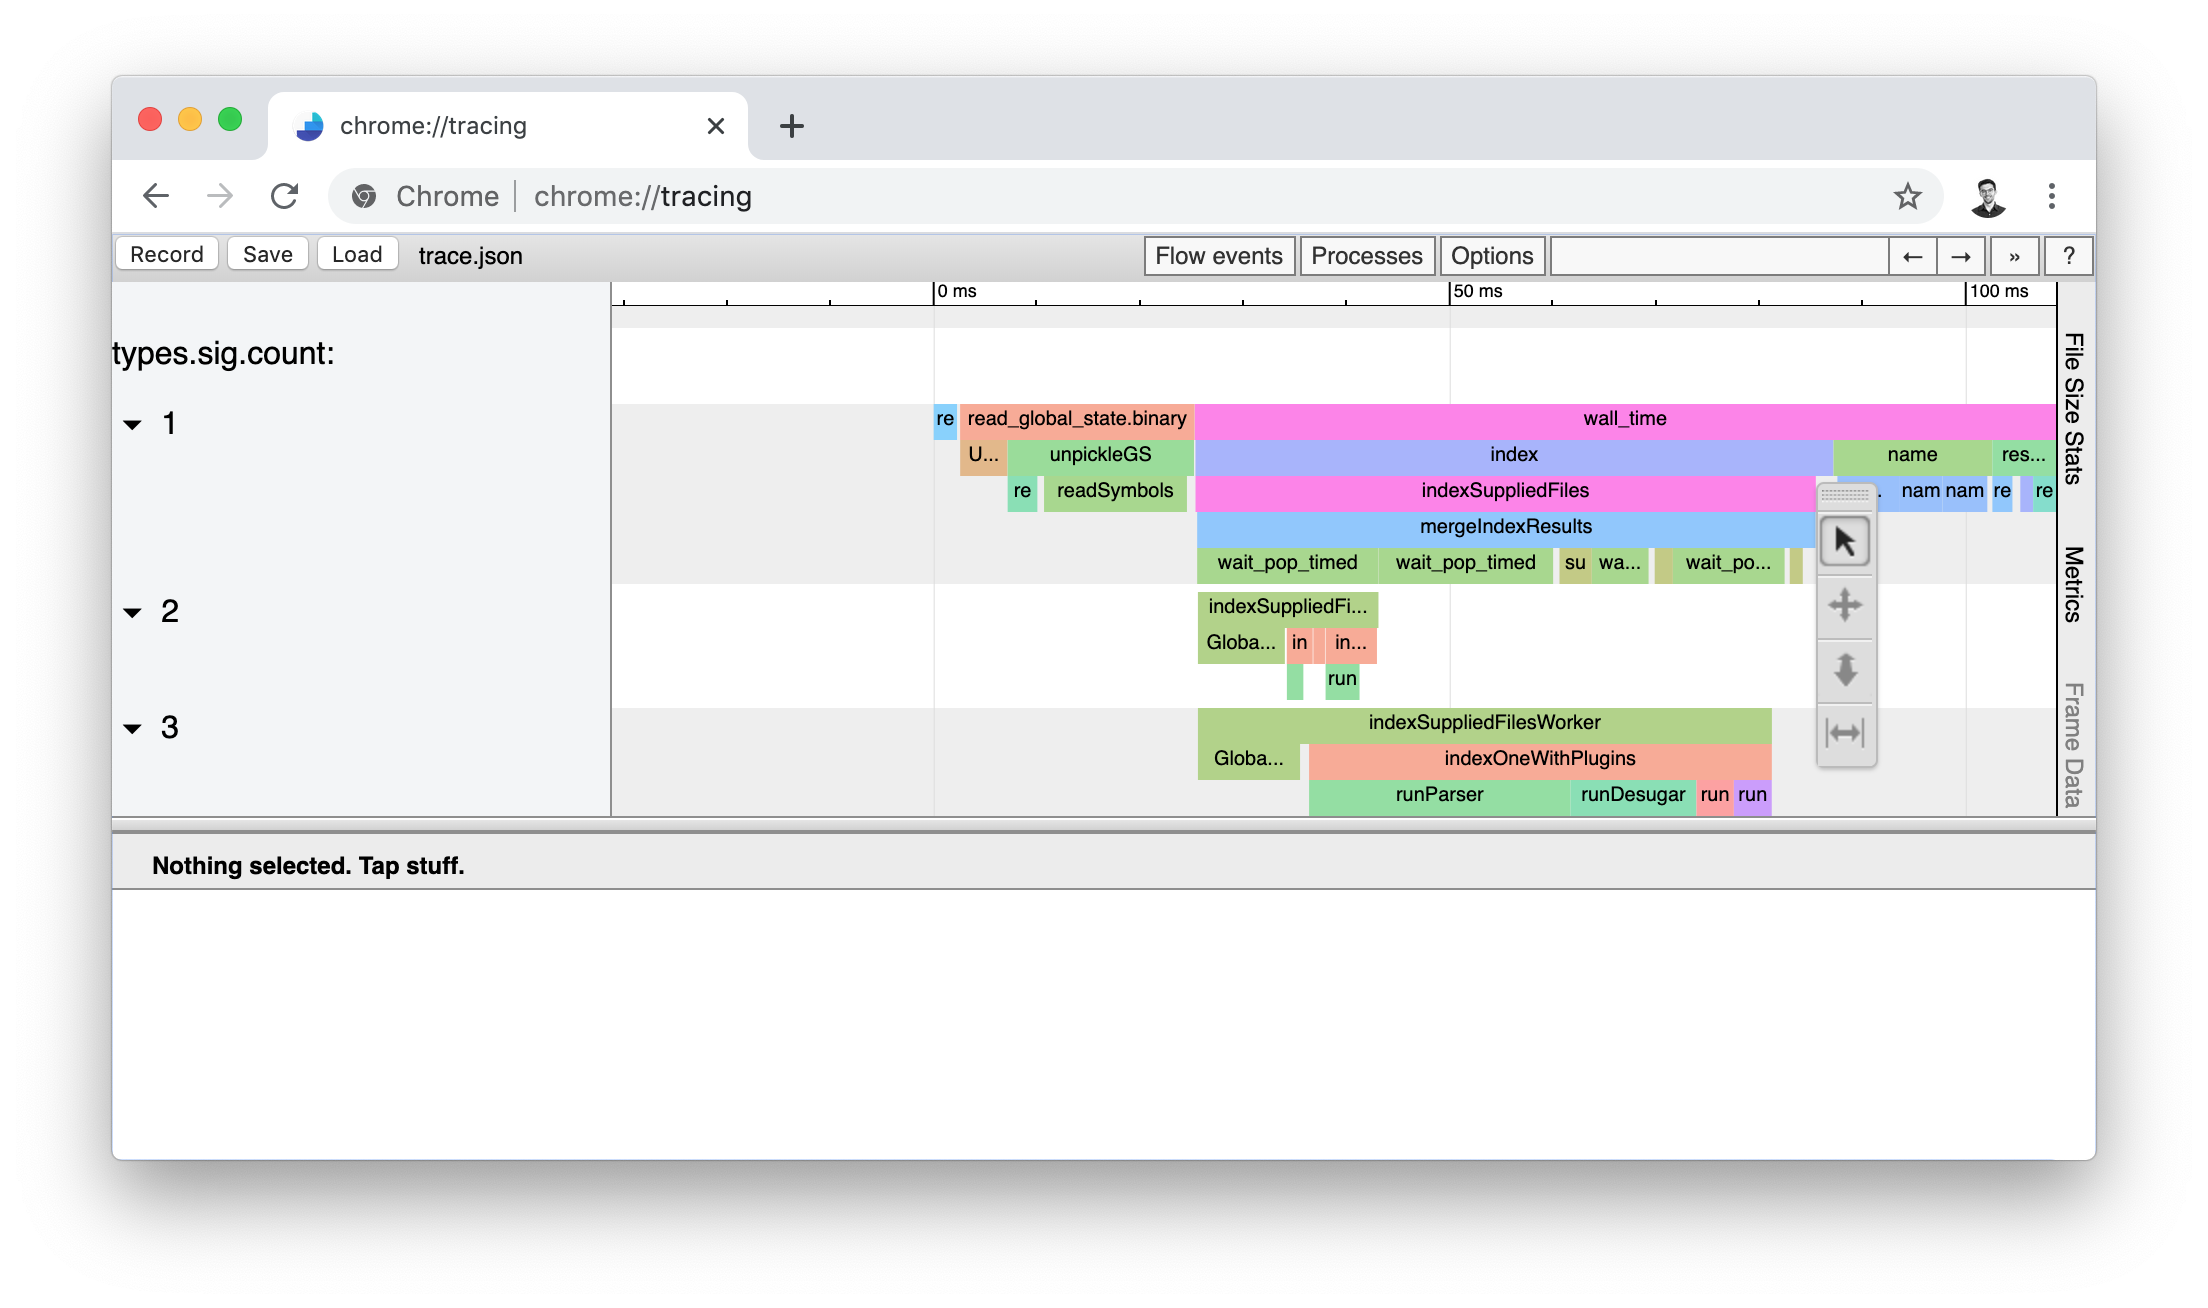 chrome://tracing
Chrome chrome://tracing
Record Save Load trace.json Flow events Processes Options ← → » ?
0 ms 50 ms 100 ms
types.sig.count:
1
re read_global_state.binary wall_time
U... unpickleGS index name res...
re readSymbols indexSuppliedFiles . nam nam re re
mergeIndexResults
wait_pop_timed wait_pop_timed su wa... wait_po...
2
indexSuppliedFi...
Globa... in in...
run
3
indexSuppliedFilesWorker
Globa... indexOneWithPlugins
runParser runDesugar run run
File Size Stats
Metrics
Frame Data
Nothing selected. Tap stuff.